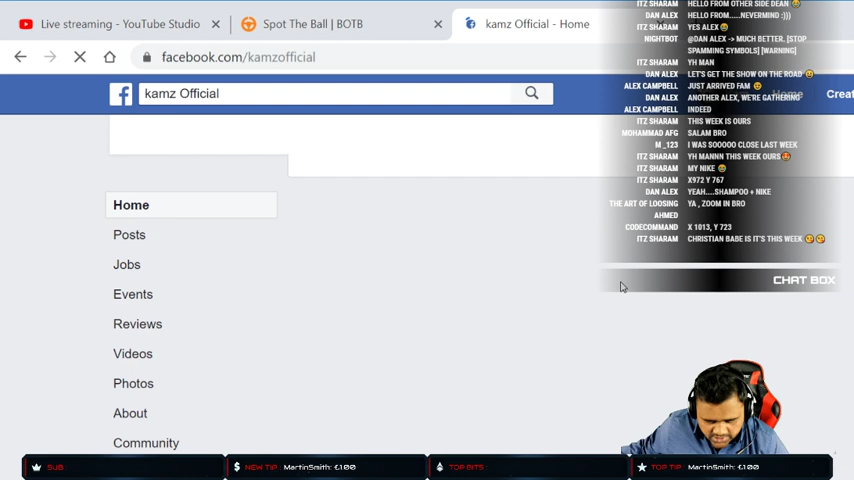 Live streaming - YouTube Studio
Spot The Ball | BOTB
kamz Official - Home
facebook.com/kamzofficial
kamz Official
Home
Creat
Home
Posts
Jobs
Events
Reviews
Videos
Photos
About
Community
ITZ SHARAM HELLO FROM OTHER SIDE DEAN
DAN ALEX HELLO FROM.....NEVERMIND :)))
ITZ SHARAM YES ALEX
NIGHTBOT @DAN ALEX -> MUCH BETTER. [STOP
SPAMMING SYMBOLS] [WARNING]
ITZ SHARAM YH MAN
DAN ALEX LET'S GET THE SHOW ON THE ROAD
ALEX CAMPBELL JUST ARRIVED FAM
DAN ALEX ANOTHER ALEX, WE'RE GATHERING
ALEX CAMPBELL INDEED
ITZ SHARAM THIS WEEK IS OURS
MOHAMMAD AFG SALAM BRO
M_123 I WAS SOOOOO CLOSE LAST WEEK
ITZ SHARAM YH MANNN THIS WEEK OURS
ITZ SHARAM MY NIKE
ITZ SHARAM X972 Y 767
DAN ALEX YEAH....SHAMPOO + NIKE
THE ART OF LOOSING YA , ZOOM IN BRO
AHMED
CODECOMMAND X 1013, Y 723
ITZ SHARAM CHRISTIAN BABE IS IT'S THIS WEEK
CHAT BOX
SUB
NEW TIP : MartinSmith: £1.00
TOP BITS :
TOP TIP : MartinSmith: £1.00